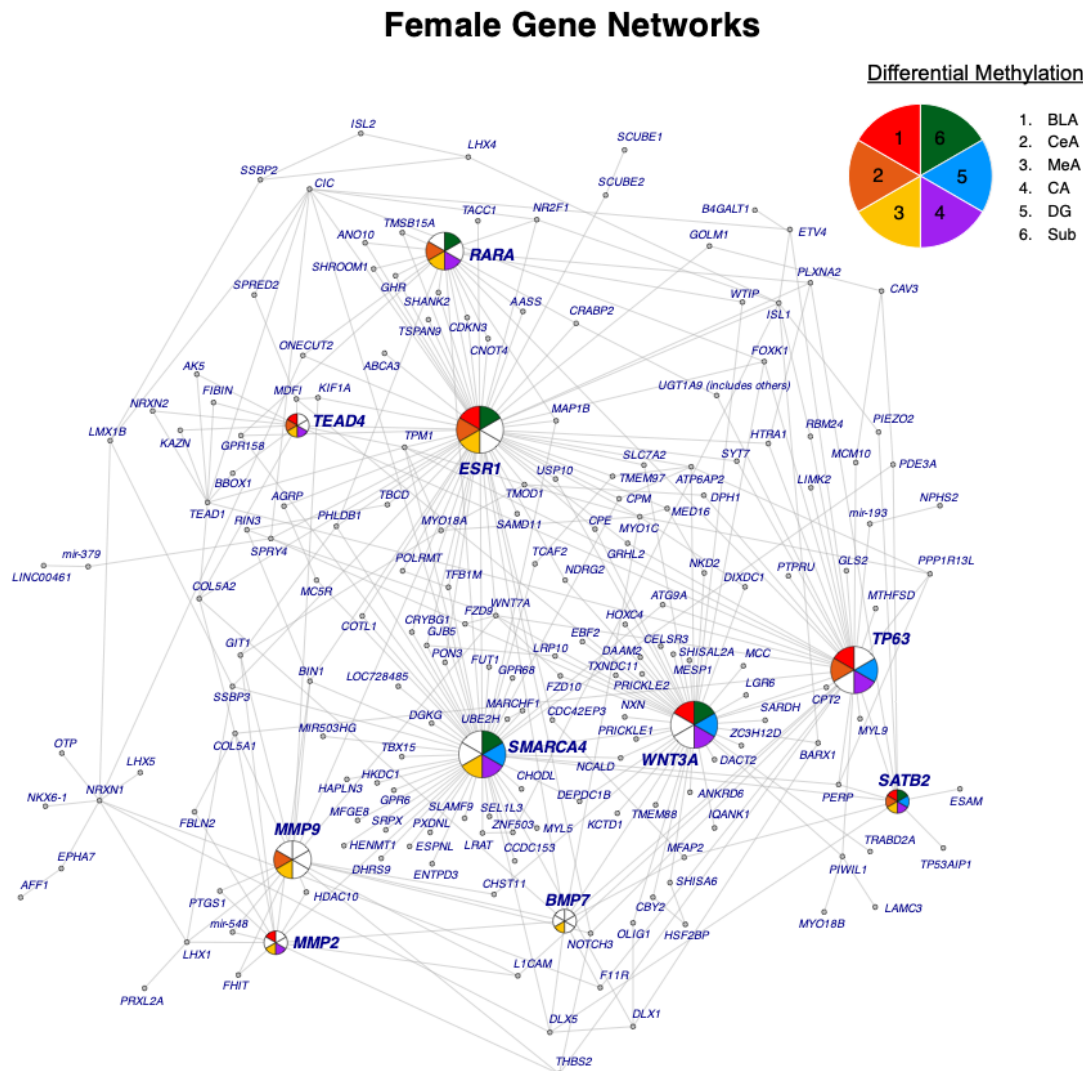 Female Gene Networks
Differential Methylation
1. BLA
2. CeA
3. MeA
4. CA
5. DG
6. Sub
1
6
2
5
3
4
ISL2
SCUBE1
LHX4
SSBP2
CIC
SCUBE2
TACC1
NR2F1
B4GALT1
TMSB15A
ETV4
ANO10
GOLM1
RARA
SHROOM1
PLXNA2
SPRED2
GHR
CAV3
SHANK2
AASS
WTIP
CRABP2
ISL1
TSPAN9
CDKN3
ONECUT2
CNOT4
FOXK1
ABCA3
AK5
UGT1A9 (includes others)
FIBIN
MDFI
KIF1A
NRXN2
MAP1B
TEAD4
PIEZO2
RBM24
LMX1B
KAZN
GPR158
TPM1
HTRA1
SLC7A2
SYT7
MCM10
ESR1
PDE3A
USP10
TMEM97
ATP6AP2
BBOX1
LIMK2
AGRP
TBCD
TMOD1
CPM
DPH1
NPHS2
TEAD1
RIN3
PHLDB1
MYO18A
SAMD11
CPE
MED16
mir-193
MYO1C
SPRY4
mir-379
POLRMT
TCAF2
GRHL2
LINC00461
NKD2
PTPRU
GLS2
PPP1R13L
TFB1M
NDRG2
DIXDC1
COL5A2
MC5R
MTHFSD
WNT7A
ATG9A
FZD9
HOXC4
COTL1
CRYBG1
GJB5
EBF2
TP63
GIT1
LRP10
DAAM2
CELSR3
SHISAL2A
MCC
PON3
FUT1
TXNDC11
MESP1
BIN1
LOC728485
GPR68
FZD10
PRICKLE2
LGR6
SSBP3
CPT2
MARCHF1
NXN
SARDH
DGKG
UBE2H
CDC42EP3
MIR503HG
PRICKLE1
ZC3H12D
MYL9
OTP
COL5A1
TBX15
SMARCA4
WNT3A
DACT2
BARX1
LHX5
NCALD
HKDC1
CHODL
SATB2
HAPLN3
NRXN1
GPR6
DEPDC1B
ANKRD6
PERP
ESAM
NKX6-1
MFGE8
SLAMF9
SEL1L3
TMEM88
IQANK1
FBLN2
SRPX
PXDNL
ZNF503
MYL5
KCTD1
MMP9
TRABD2A
HENMT1
LRAT
CCDC153
MFAP2
EPHA7
ESPNL
TP53AIP1
DHRS9
ENTPD3
PIWIL1
AFF1
CHST11
SHISA6
HDAC10
BMP7
PTGS1
CBY2
LAMC3
mir-548
MYO18B
OLIG1
HSF2BP
MMP2
NOTCH3
LHX1
L1CAM
F11R
FHIT
PRXL2A
DLX5
DLX1
THBS2